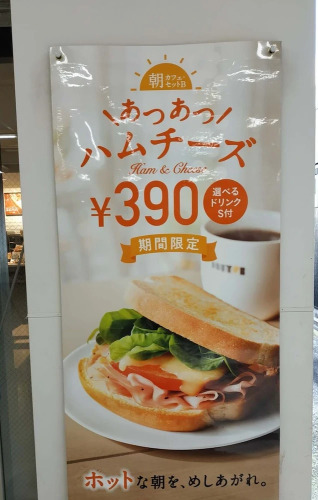 朝カフェ・セットB
あつあつ
ハムチーズ
Ham & Cheese
¥390
選べる
ドリンク
S付
期間限定
ホットな朝を、めしあがれ。